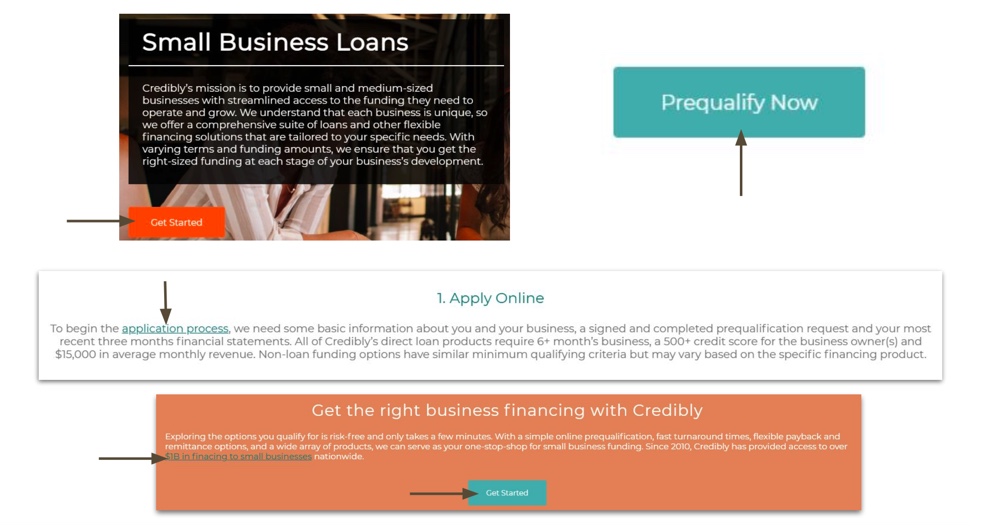 Small Business Loans
Credibly's mission is to provide small and medium-sized
businesses with streamlined access to the funding they need to
operate and grow. We understand that each business is unique, so
we offer a comprehensive suite of loans and other flexible
financing solutions that are tailored to your specific needs. With
varying terms and funding amounts, we ensure that you get the
right-sized funding at each stage of your business's development.
Get Started
Prequalify Now
1. Apply Online
To begin the application process, we need some basic information about you and your business, a signed and completed prequalification request and your most
recent three months financial statements. All of Credibly's direct loan products require 6+ month's business, a 500+ credit score for the business owner(s) and
$15,000 in average monthly revenue. Non-loan funding options have similar minimum qualifying criteria but may vary based on the specific financing product.
Get the right business financing with Credibly
Exploring the options you qualify for is risk-free and only takes a few minutes. With a simple online prequalification, fast turnaround times, flexible payback and
remittance options, and a wide array of products, we can serve as your one-stop-shop for small business funding. Since 2010, Credibly has provided access to over
$1B in finacing to small businesses nationwide.
Get Started